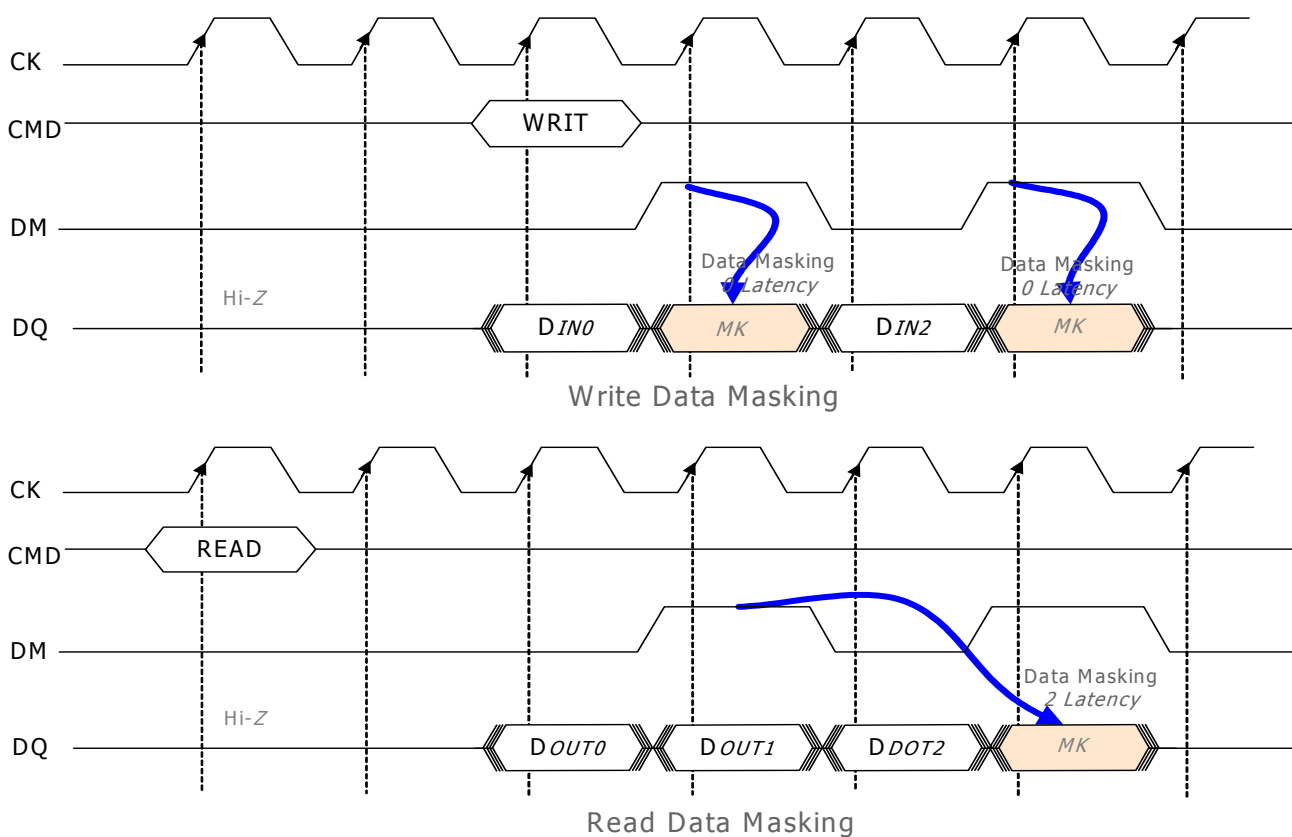 CK
CMD
WRIT
DM
Data Masking
0 Latency
Data Masking
0 Latency
Hi-Z
DQ
DIN0
MK
DIN2
MK
Write Data Masking
CK
CMD
READ
DM
Data Masking
2 Latency
Hi-Z
DQ
DOUT0
DOUT1
DDOT2
MK
Read Data Masking